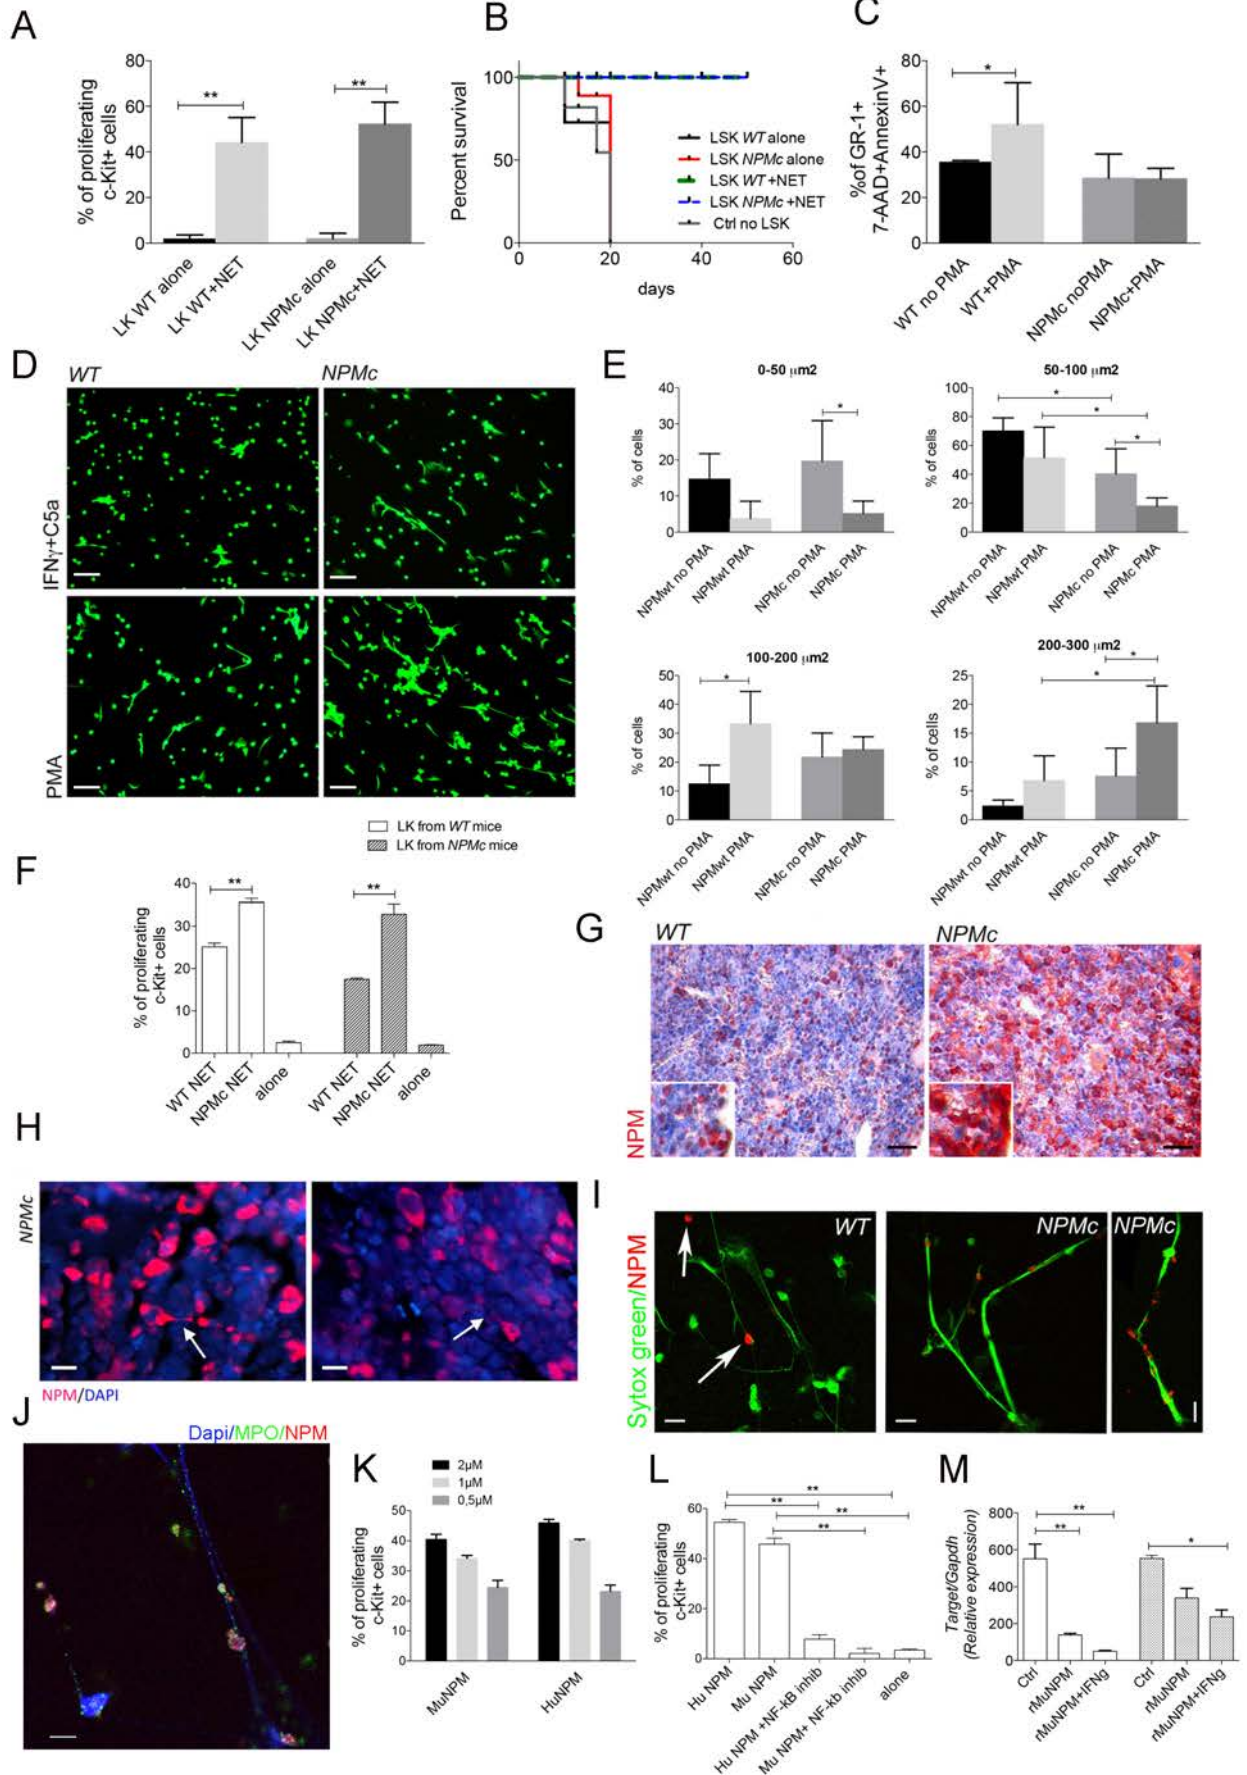 A
% of proliferating
c-Kit+ cells
80
60
40
20
0
**
**
LK WT alone
LK WT+NET
LK NPMc alone
LK NPMc+NET
B
Percent survival
100
50
0
0
20
40
60
days
LSK WT alone
LSK NPMc alone
LSK WT +NET
LSK NPMc +NET
Ctrl no LSK
C
%of GR-1+
7-AAD+AnnexinV+
80
60
40
20
0
*
WT no PMA
WT+PMA
NPMc noPMA
NPMc+PMA
D
WT
NPMc
IFNγ+C5a
PMA
E
0-50 µm2
% of cells
40
30
20
10
0
*
NPMwt no PMA
NPMwt PMA
NPMc no PMA
NPMc PMA
50-100 µm2
% of cells
100
80
60
40
20
0
*
*
*
NPMwt no PMA
NPMwt PMA
NPMc no PMA
NPMc PMA
100-200 µm2
% of cells
50
40
30
20
10
0
*
NPMwt no PMA
NPMwt PMA
NPMc no PMA
NPMc PMA
200-300 µm2
% of cells
25
20
15
10
5
0
*
*
NPMwt no PMA
NPMwt PMA
NPMc no PMA
NPMc PMA
LK from WT mice
LK from NPMc mice
F
% of proliferating
c-Kit+ cells
40
30
20
10
0
**
**
WT NET
NPMc NET
alone
WT NET
NPMc NET
alone
G
WT
NPMc
NPM
H
NPMc
NPM/DAPI
I
Sytox green/NPM
WT
NPMc
NPMc
J
Dapi/MPO/NPM
K
2µM
1µM
0,5µM
% of proliferating
c-Kit+ cells
50
40
30
20
10
0
MuNPM
HuNPM
L
% of proliferating
c-Kit+ cells
60
40
20
0
**
**
**
**
Hu NPM
Mu NPM
Hu NPM +NF-kB inhib
Mu NPM+ NF-kb inhib
alone
M
Target/Gapdh
(Relative expression)
800
600
400
200
0
**
**
*
Ctrl
rMuNPM
rMuNPM+IFNg
Ctrl
rMuNPM
rMuNPM+IFNg